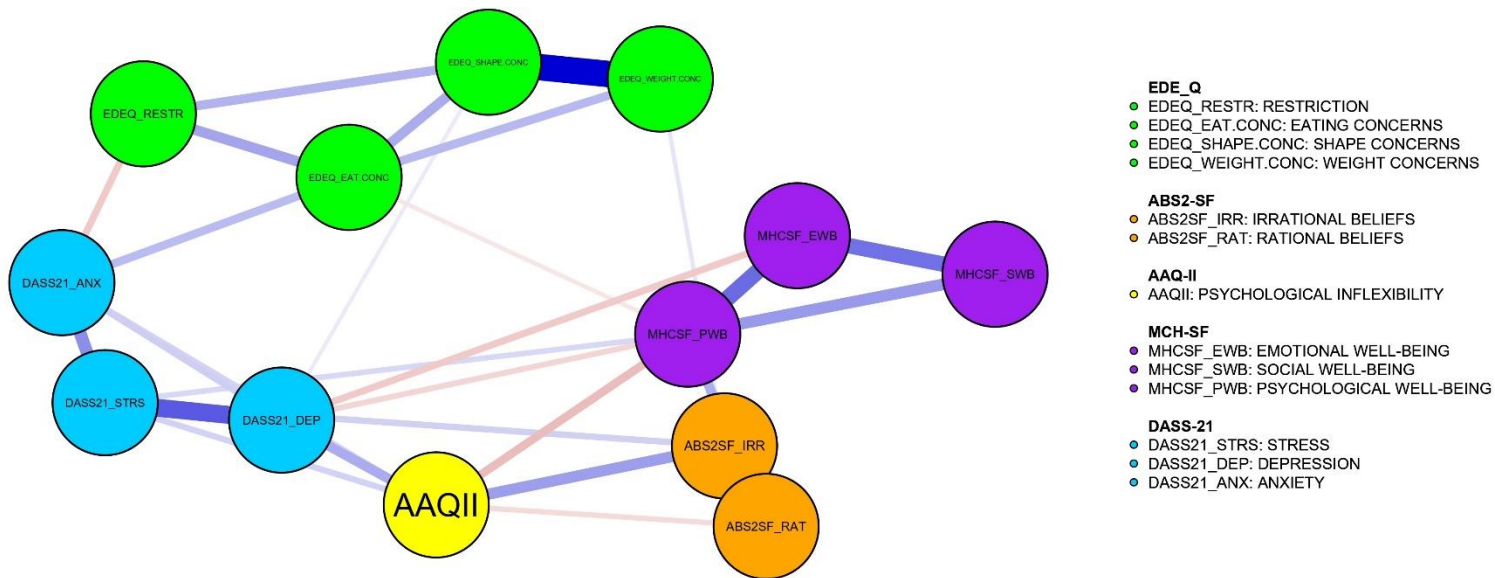 EDEQ_SHAPE.CONC
EDEQ_WEIGHT.CONC
EDEQ_RESTR
EDEQ_EAT.CONC
MHCSF_EWB
MHCSF_SWB
DASS21_ANX
MHCSF_PWB
DASS21_STRS
DASS21_DEP
ABS2SF_IRR
AAQII
ABS2SF_RAT
EDE_Q
EDEQ_RESTR: RESTRICTION
EDEQ_EAT.CONC: EATING CONCERNS
EDEQ_SHAPE.CONC: SHAPE CONCERNS
EDEQ_WEIGHT.CONC: WEIGHT CONCERNS
ABS2-SF
ABS2SF_IRR: IRRATIONAL BELIEFS
ABS2SF_RAT: RATIONAL BELIEFS
AAQ-II
AAQII: PSYCHOLOGICAL INFLEXIBILITY
MCH-SF
MHCSF_EWB: EMOTIONAL WELL-BEING
MHCSF_SWB: SOCIAL WELL-BEING
MHCSF_PWB: PSYCHOLOGICAL WELL-BEING
DASS-21
DASS21_STRS: STRESS
DASS21_DEP: DEPRESSION
DASS21_ANX: ANXIETY